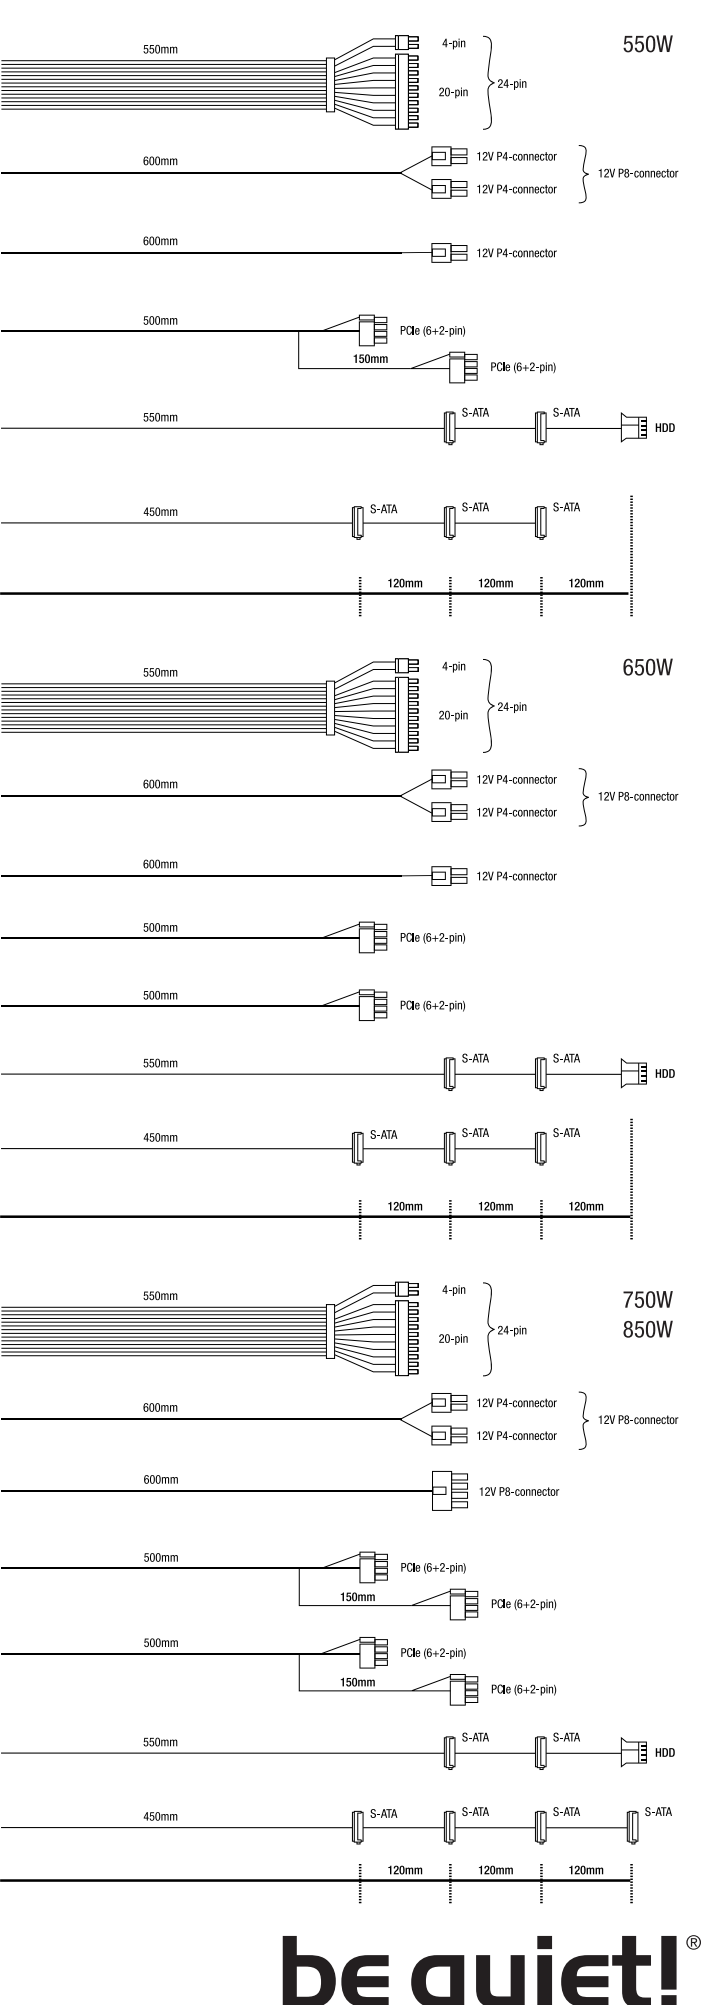 550mm 4-pin 550W
20-pin 24-pin
600mm 12V P4-connector
12V P8-connector
12V P4-connector
600mm 12V P4-connector
500mm PCIe (6+2-pin)
150mm PCIe (6+2-pin)
550mm S-ATA S-ATA HDD
450mm S-ATA S-ATA S-ATA
120mm 120mm 120mm
550mm 4-pin 650W
20-pin 24-pin
600mm 12V P4-connector
12V P8-connector
12V P4-connector
600mm 12V P4-connector
500mm PCIe (6+2-pin)
500mm PCIe (6+2-pin)
550mm S-ATA S-ATA HDD
450mm S-ATA S-ATA S-ATA
120mm 120mm 120mm
550mm 4-pin 750W
20-pin 24-pin 850W
600mm 12V P4-connector
12V P8-connector
12V P4-connector
600mm 12V P8-connector
500mm PCIe (6+2-pin)
150mm PCIe (6+2-pin)
500mm PCIe (6+2-pin)
150mm PCIe (6+2-pin)
550mm S-ATA S-ATA HDD
450mm S-ATA S-ATA S-ATA S-ATA
120mm 120mm 120mm
be quiet!®